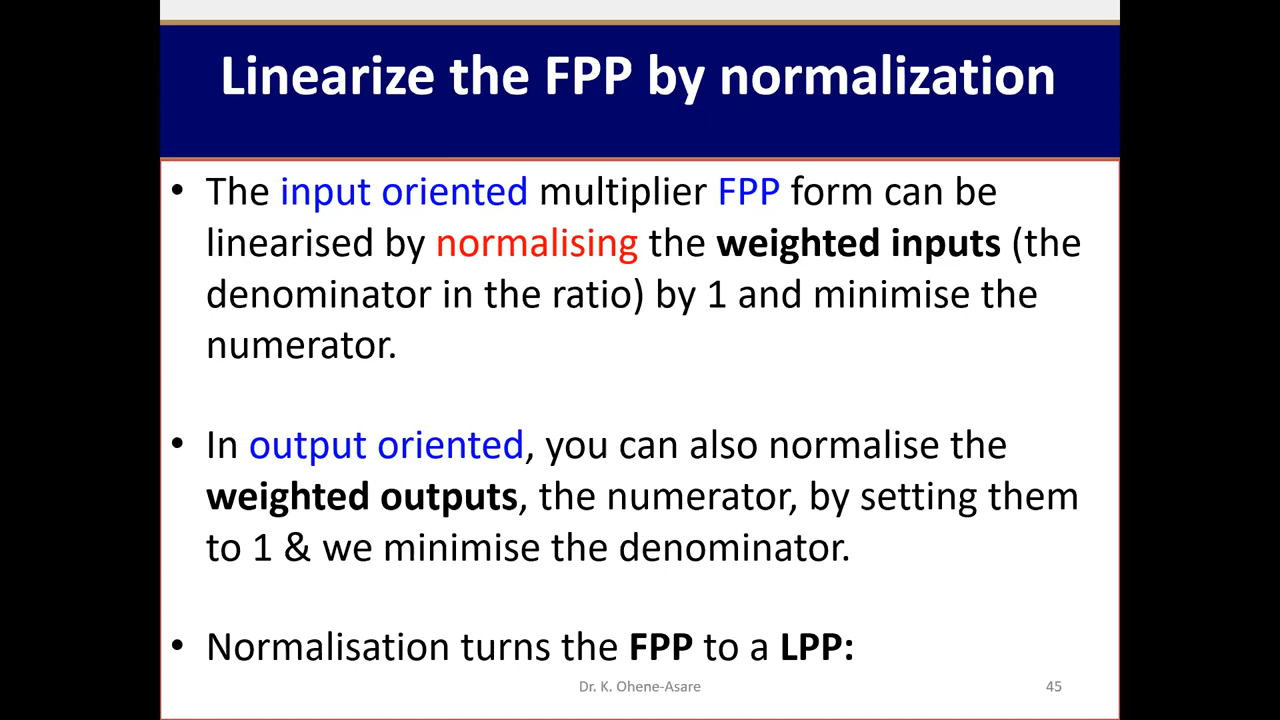 Linearize the FPP by normalization
• The input oriented multiplier FPP form can be
linearised by normalising the weighted inputs (the
denominator in the ratio) by 1 and minimise the
numerator.
• In output oriented, you can also normalise the
weighted outputs, the numerator, by setting them
to 1 & we minimise the denominator.
• Normalisation turns the FPP to a LPP:
Dr. K. Ohene-Asare
45